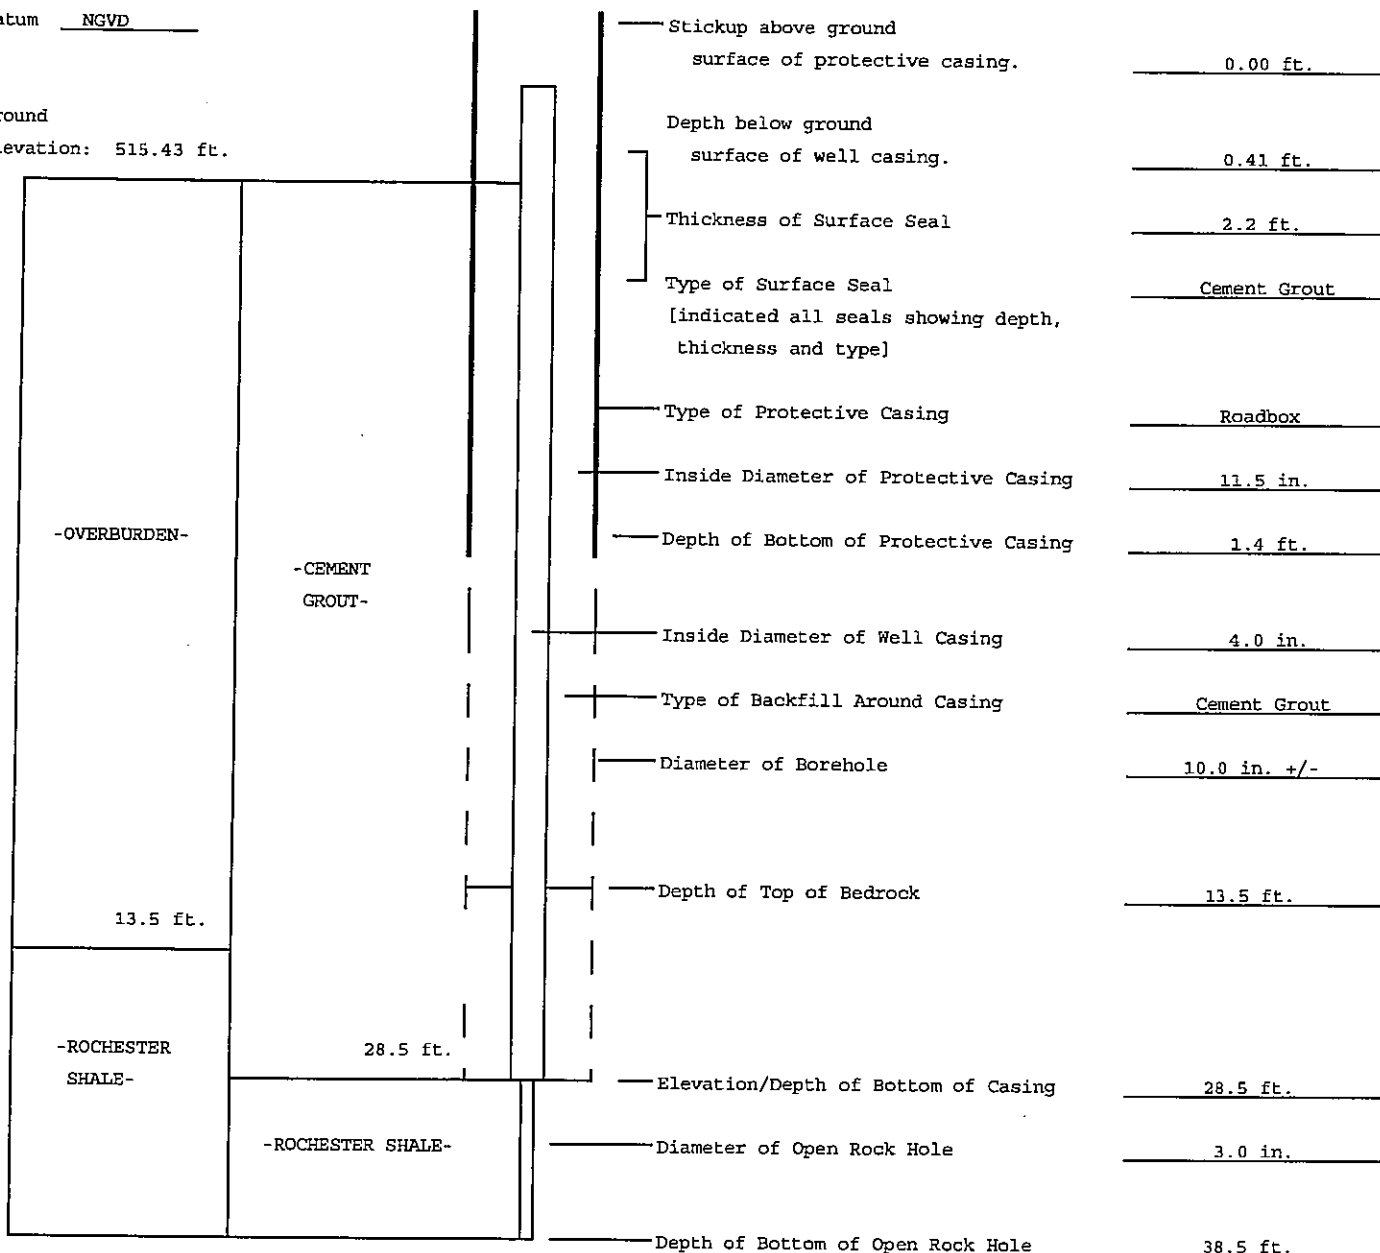 atum NGVD
Stickup above ground
surface of protective casing. 0.00 ft.
round
levation: 515.43 ft.
Depth below ground
surface of well casing. 0.41 ft.
Thickness of Surface Seal 2.2 ft.
Type of Surface Seal Cement Grout
[indicated all seals showing depth,
thickness and type]
Type of Protective Casing Roadbox
Inside Diameter of Protective Casing 11.5 in.
-OVERBURDEN-
Depth of Bottom of Protective Casing 1.4 ft.
-CEMENT
GROUT-
Inside Diameter of Well Casing 4.0 in.
Type of Backfill Around Casing Cement Grout
Diameter of Borehole 10.0 in. +/-
Depth of Top of Bedrock 13.5 ft.
13.5 ft.
-ROCHESTER
SHALE-
28.5 ft.
Elevation/Depth of Bottom of Casing 28.5 ft.
-ROCHESTER SHALE-
Diameter of Open Rock Hole 3.0 in.
Depth of Bottom of Open Rock Hole 38.5 ft.